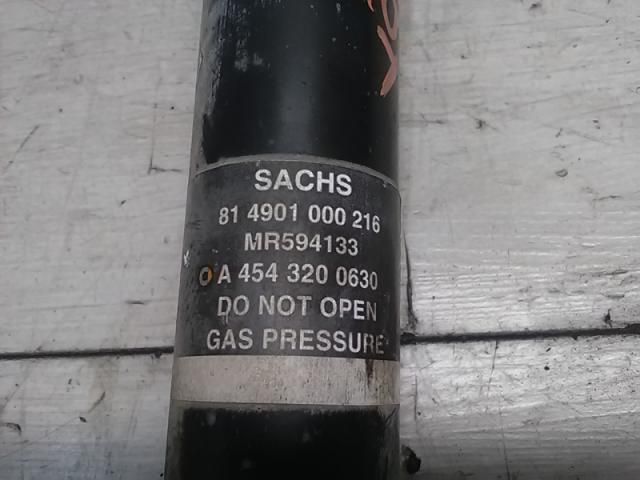 SACHS
81 4901 000 216
MR594133
A 454 320 0630
DO NOT OPEN
GAS PRESSURE